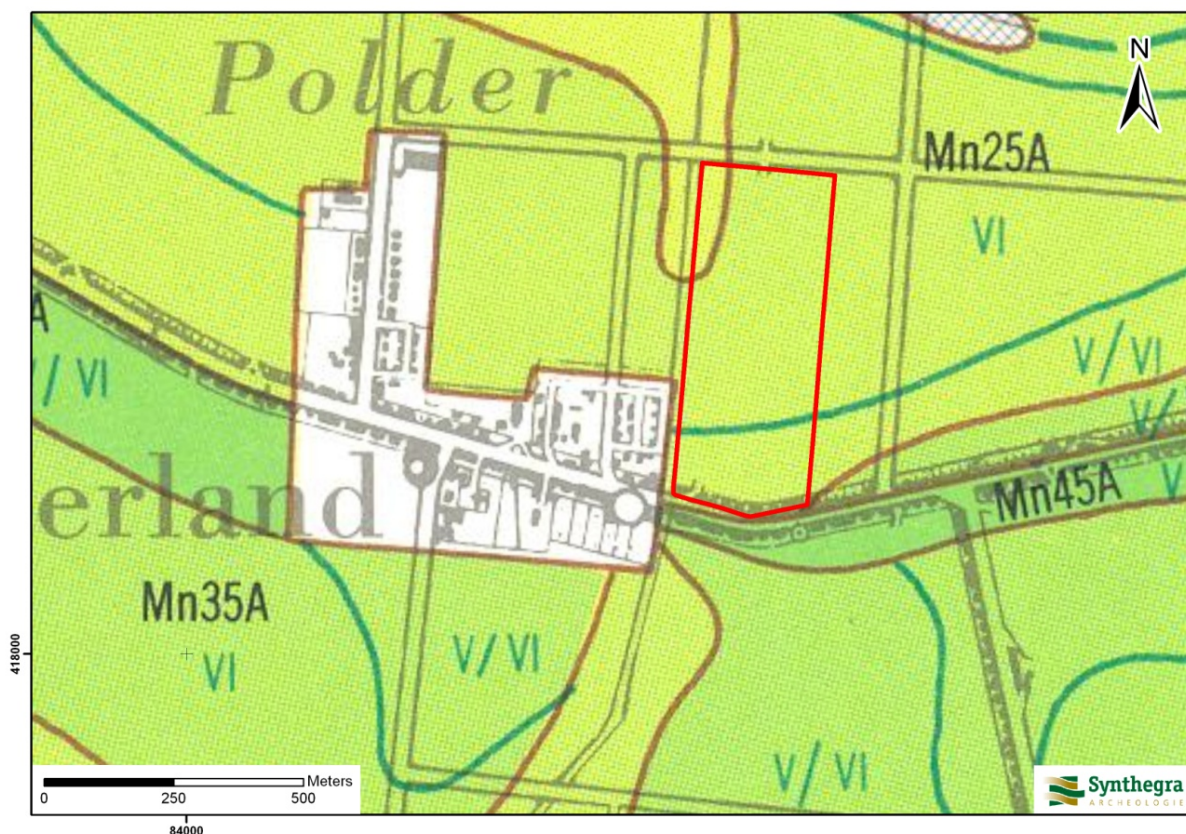 Polder
N
Mn25A
VI
V/VI
A
V/
/VI
Mn45A
V
erland
Mn35A
VI
V/VI
V/VI
418000
Meters
0 250 500
84000
Synthegra
ARCHEOLOGIE